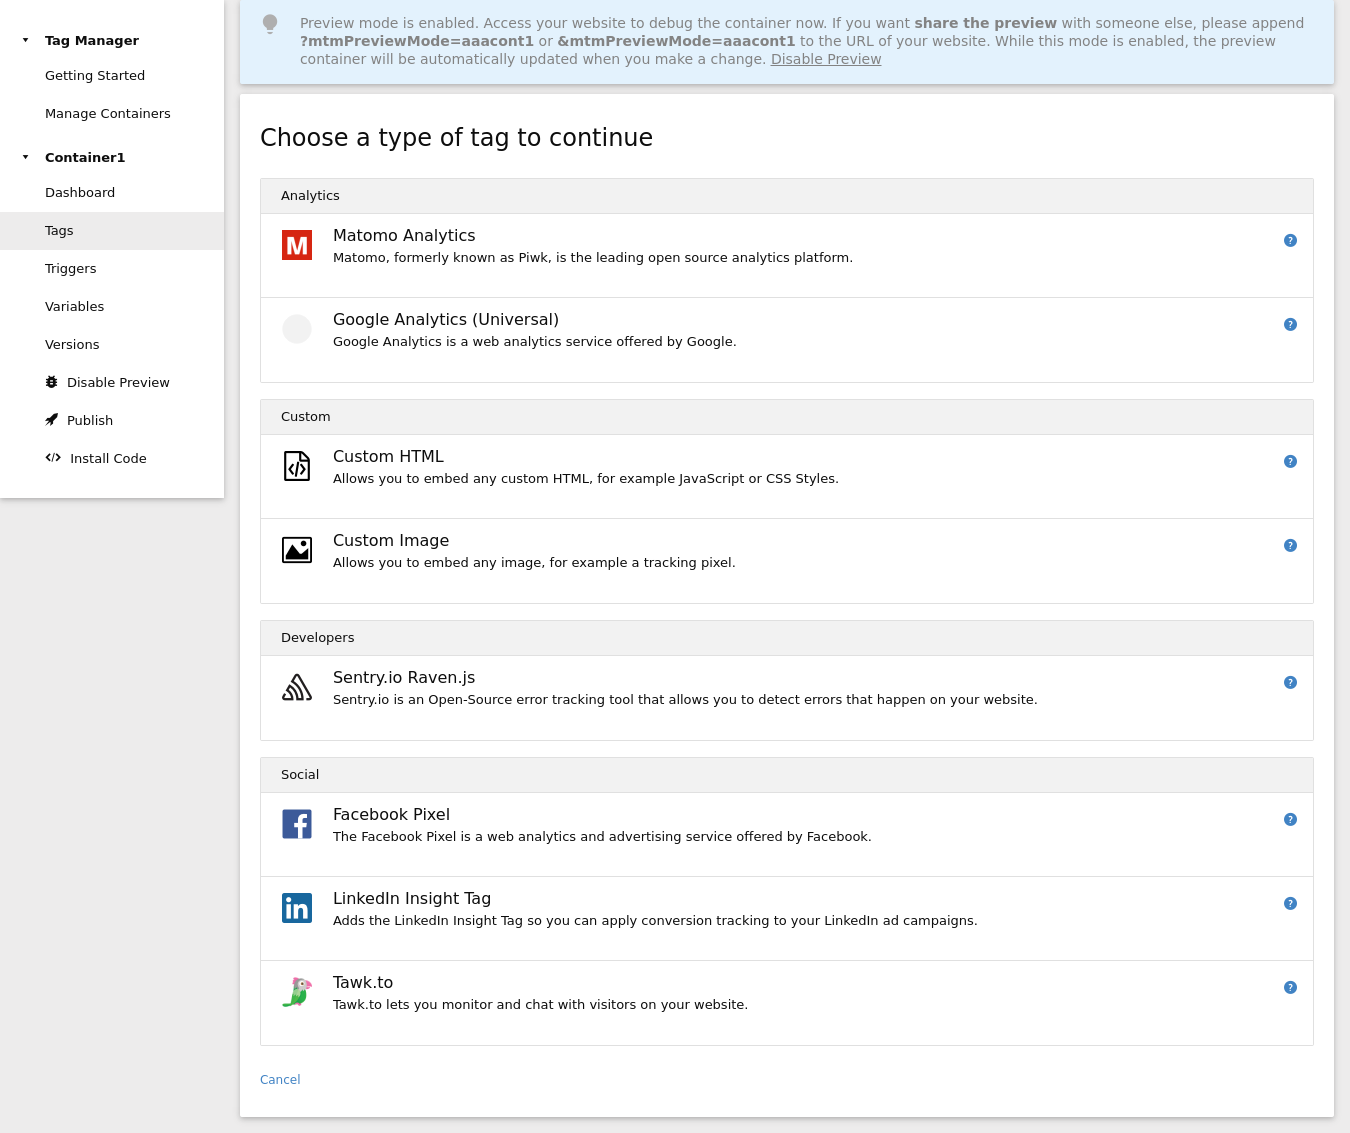 Tag Manager
Getting Started
Manage Containers
Container1
Dashboard
Tags
Triggers
Variables
Versions
Disable Preview
Publish
Install Code
Preview mode is enabled. Access your website to debug the container now. If you want share the preview with someone else, please append
?mtmPreviewMode=aaacont1 or &mtmPreviewMode=aaacont1 to the URL of your website. While this mode is enabled, the preview
container will be automatically updated when you make a change. Disable Preview
Choose a type of tag to continue
Analytics
M
Matomo Analytics
?
Matomo, formerly known as Piwk, is the leading open source analytics platform.
Google Analytics (Universal)
?
Google Analytics is a web analytics service offered by Google.
Custom
Custom HTML
?
Allows you to embed any custom HTML, for example JavaScript or CSS Styles.
Custom Image
?
Allows you to embed any image, for example a tracking pixel.
Developers
Sentry.io Raven.js
?
Sentry.io is an Open-Source error tracking tool that allows you to detect errors that happen on your website.
Social
f
Facebook Pixel
?
The Facebook Pixel is a web analytics and advertising service offered by Facebook.
in
LinkedIn Insight Tag
?
Adds the LinkedIn Insight Tag so you can apply conversion tracking to your LinkedIn ad campaigns.
Tawk.to
?
Tawk.to lets you monitor and chat with visitors on your website.
Cancel